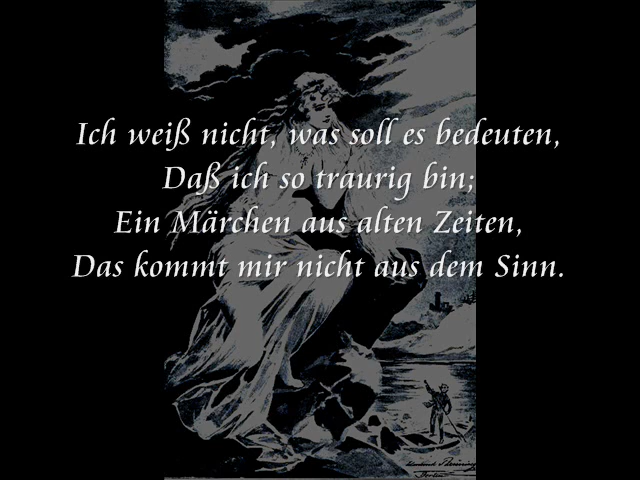 Ich weiß nicht, was soll es bedeuten,
Daß ich so traurig bin;
Ein Märchen aus alten Zeiten,
Das kommt mir nicht aus dem Sinn.